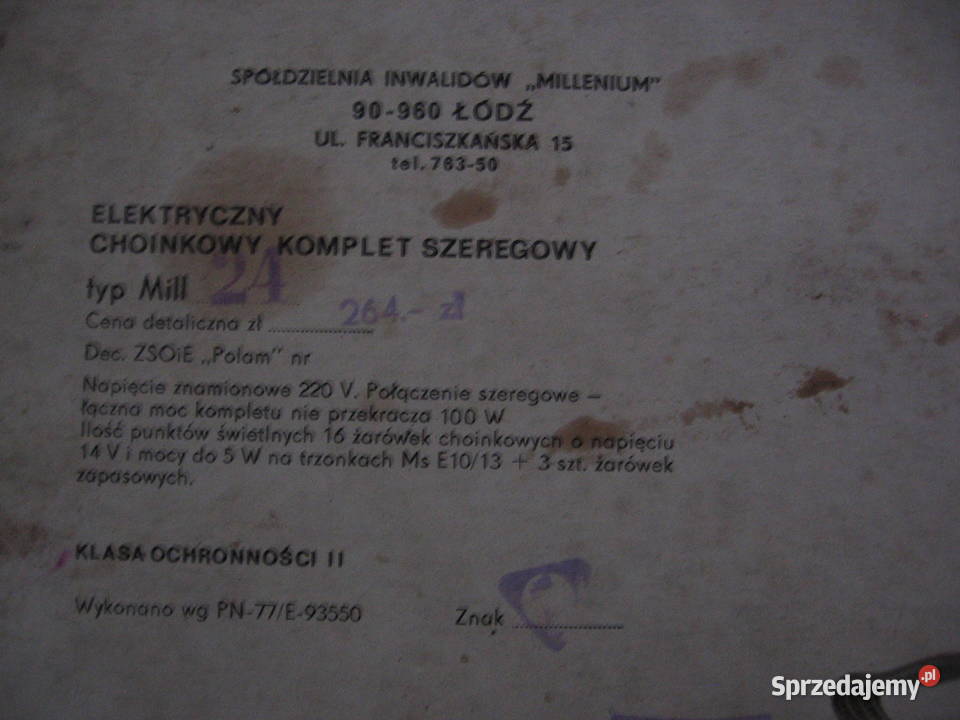 SPÓŁDZIELNIA INWALIDÓW „MILLENIUM"
90-960 ŁÓDŹ
UL. FRANCISZKAŃSKA 15
tel. 763-50
ELEKTRYCZNY
CHOINKOWY KOMPLET SZEREGOWY
typ Mill 24
Cena detaliczna zł 264.- zł
Dec. ZSOiE „Polam" nr
Napięcie znamionowe 220 V. Połączenie szeregowe –
łączna moc kompletu nie przekracza 100 W
Ilość punktów świetlnych 16 żarówek choinkowych o napięciu
14 V i mocy do 5 W na trzonkach Ms E10/13 + 3 szt. żarówek
zapasowych.
KLASA OCHRONNOŚCI II
Wykonano wg PN-77/E-93550 Znak
Sprzedajemy.pl